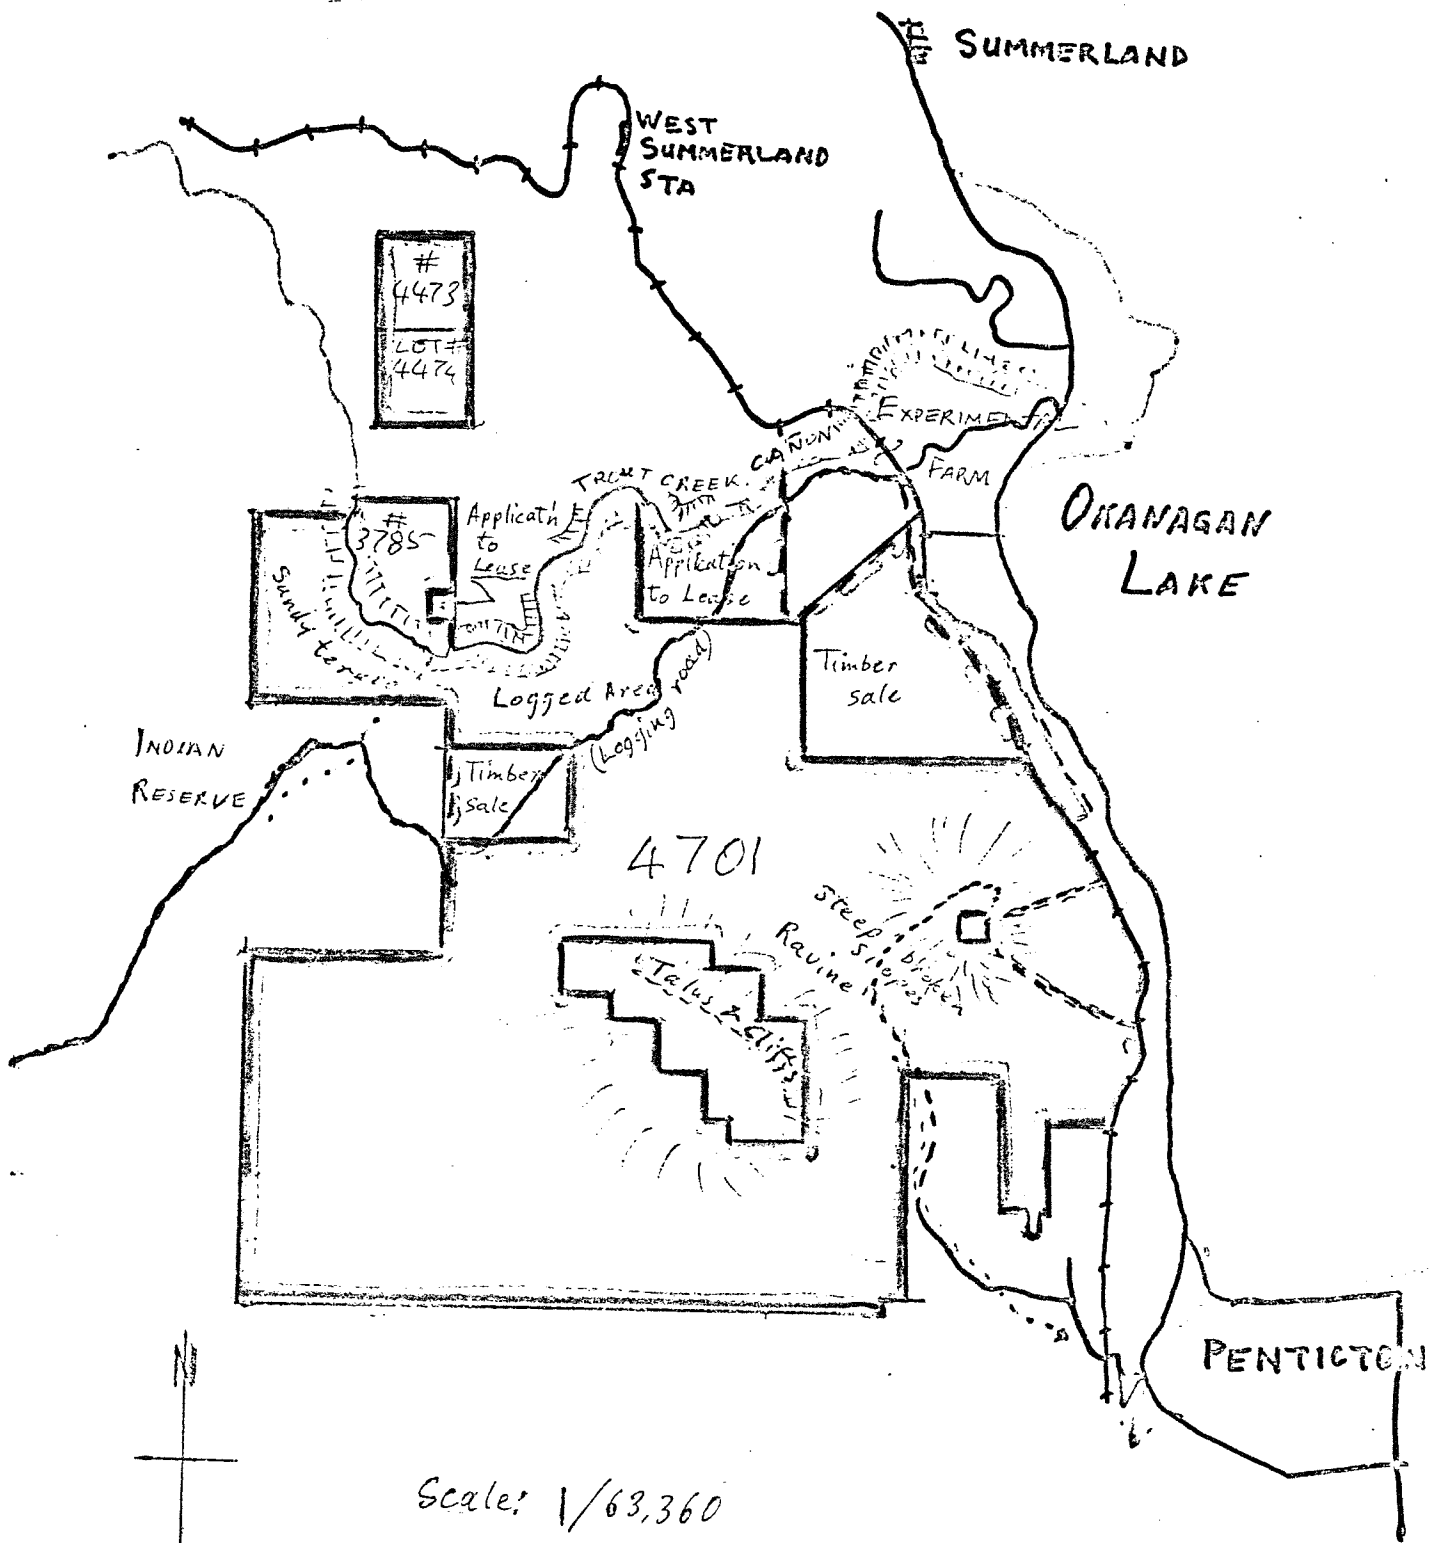 SUMMERLAND
WEST
SUMMERLAND
STA
#
4473
LOT #
4474
EXPERIMENTAL
FARM
CAÑON
TROUT CREEK
OKANAGAN
LAKE
#
3785
Applicat'n
to
Lease
Application
to Lease
Sandy terrace
Timber
sale
Logged Area
(Logging road)
INDIAN
RESERVE
Timber
sale
4701
Steep broken
slopes
Ravine
Talus & Cliffs
PENTICTON
N
Scale: 1/63,360